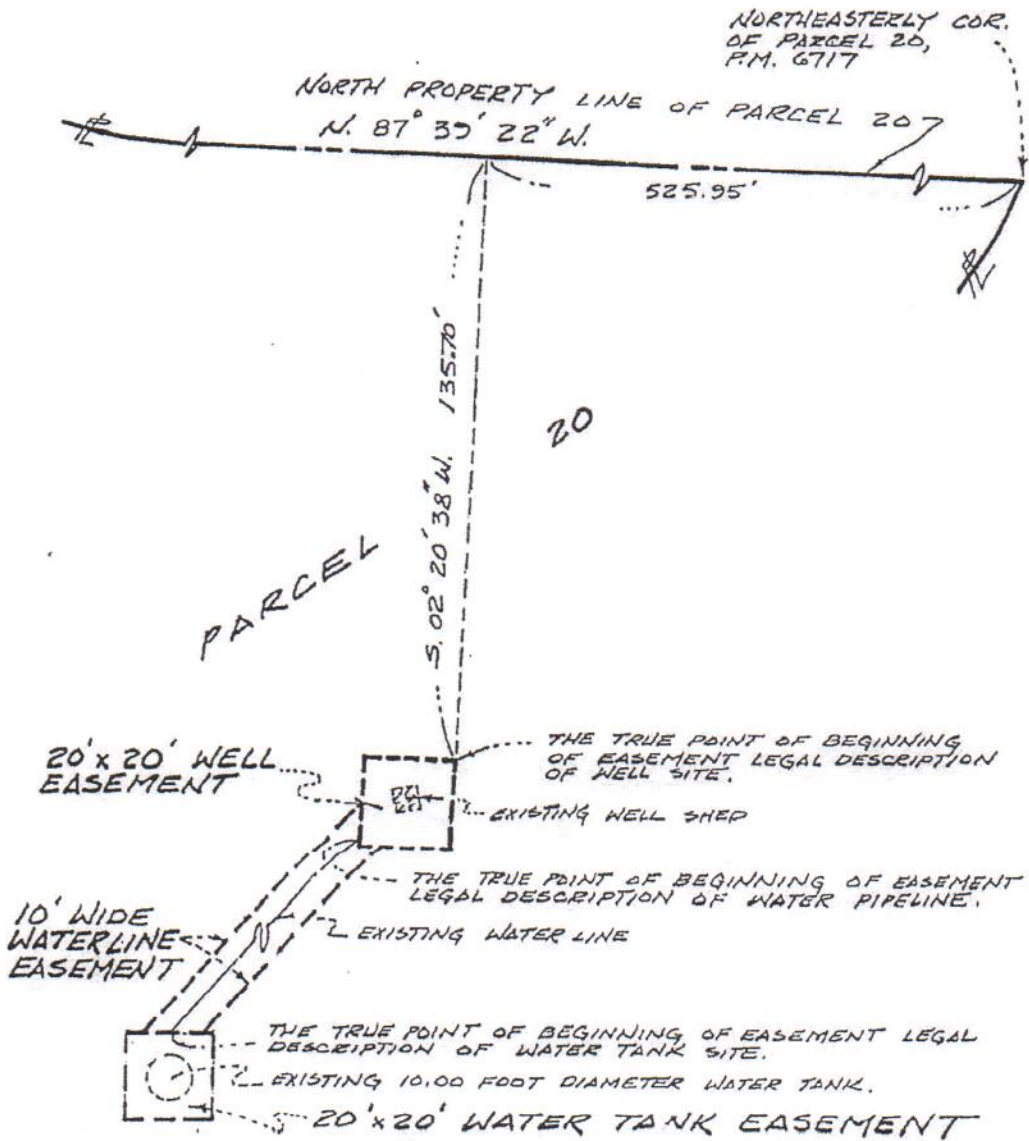 NORTHEASTERLY COR.
OF PARCEL 20,
P.M. 6717
NORTH PROPERTY LINE OF PARCEL 20
N. 87° 39' 22" W.
525.95'
S. 02° 20' 38" W. 135.70'
PARCEL 20
20' x 20' WELL
EASEMENT
THE TRUE POINT OF BEGINNING
OF EASEMENT LEGAL DESCRIPTION
OF WELL SITE.
EXISTING WELL SHED
THE TRUE POINT OF BEGINNING OF EASEMENT
LEGAL DESCRIPTION OF WATER PIPELINE.
10' WIDE
WATERLINE
EASEMENT
EXISTING WATER LINE
THE TRUE POINT OF BEGINNING OF EASEMENT LEGAL
DESCRIPTION OF WATER TANK SITE.
EXISTING 10.00 FOOT DIAMETER WATER TANK.
20' x 20' WATER TANK EASEMENT